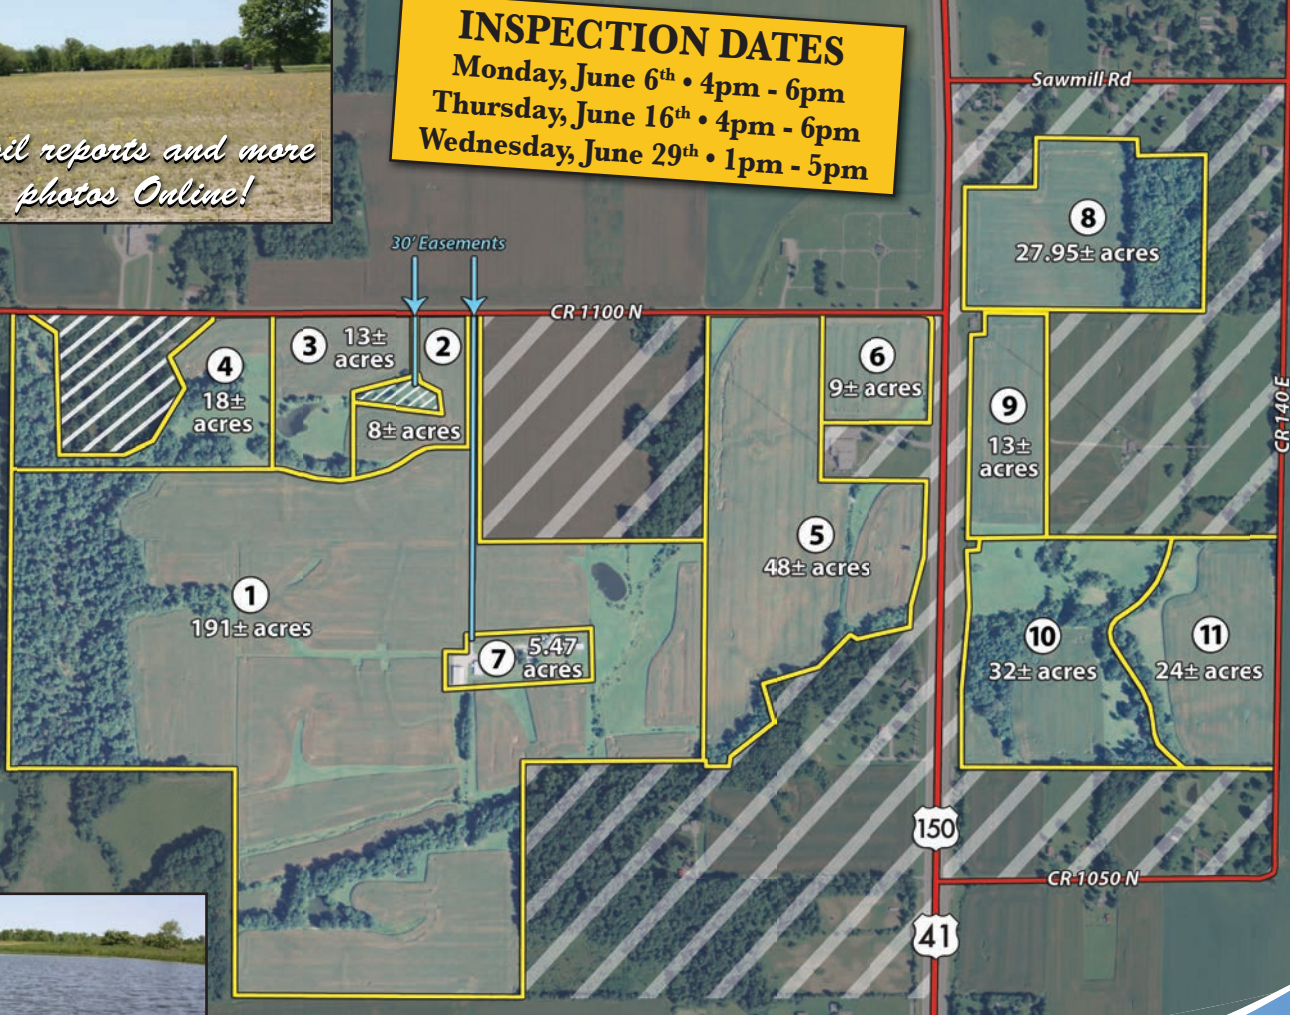 INSPECTION DATES
Monday, June 6th • 4pm - 6pm
Thursday, June 16th • 4pm - 6pm
Wednesday, June 29th • 1pm - 5pm
reports and more
photos Online!
Sawmill Rd
8
27.95± acres
30' Easements
CR 1100 N
4
18±
acres
3
13±
acres
2
8± acres
6
9± acres
9
13±
acres
CR 140 E
5
48± acres
1
191± acres
7
5.47
acres
10
32± acres
11
24± acres
150
CR 1050 N
41